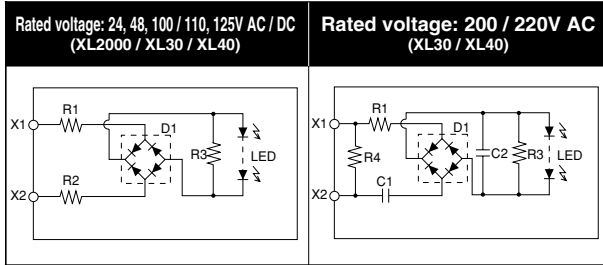 Rated voltage: 24, 48, 100 / 110, 125V AC / DC
(XL2000 / XL30 / XL40)
Rated voltage: 200 / 220V AC
(XL30 / XL40)
X1
R1
D1
R3
LED
X2
R2
X1
R1
D1
R4
C2
R3
LED
X2
C1